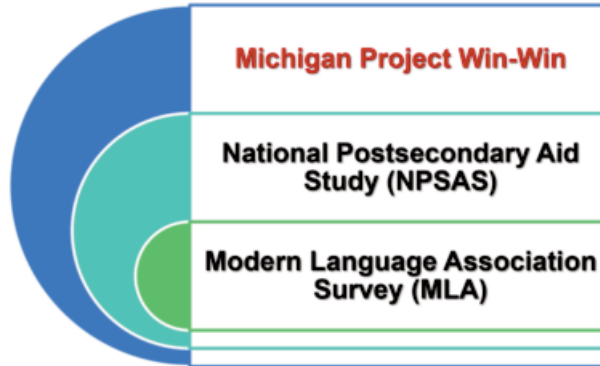 Michigan Project Win-Win
National Postsecondary Aid
Study (NPSAS)
Modern Language Association
Survey (MLA)